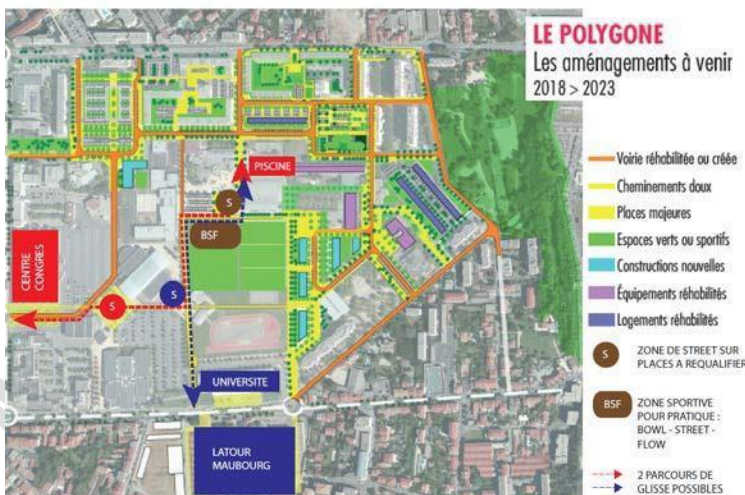 LE POLYGONE
Les aménagements à venir
2018 > 2023
PISCINE
S
BSF
CENTRE
CONGRES
S
S
UNIVERSITE
LATOUR
MAUBOURG
Voirie réhabilitée ou créée
Cheminements doux
Places majeures
Espaces verts ou sportifs
Constructions nouvelles
Équipements réhabilités
Logements réhabilités
S
ZONE DE STREET SUR
PLACES A REQUALIFIER
BSF
ZONE SPORTIVE
POUR PRATIQUE :
BOWL - STREET -
FLOW
2 PARCOURS DE
GLISSE POSSIBLES